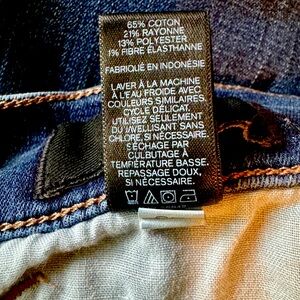 65% COTON
21% RAYONNE
13% POLYESTER
1% FIBRE ÉLASTHANNE
FABRIQUÉ EN INDONÉSIE
LAVER À LA MACHINE
À L'EAU FROIDE AVEC
COULEURS SIMILAIRES.
CYCLE DÉLICAT.
UTILISEZ SEULEMENT
DU JAVELLISANT SANS
CHLORE, SI NÉCESSAIRE.
SÉCHAGE PAR
CULBUTAGE À
TEMPÉRATURE BASSE.
REPASSAGE DOUX,
SI NÉCESSAIRE.